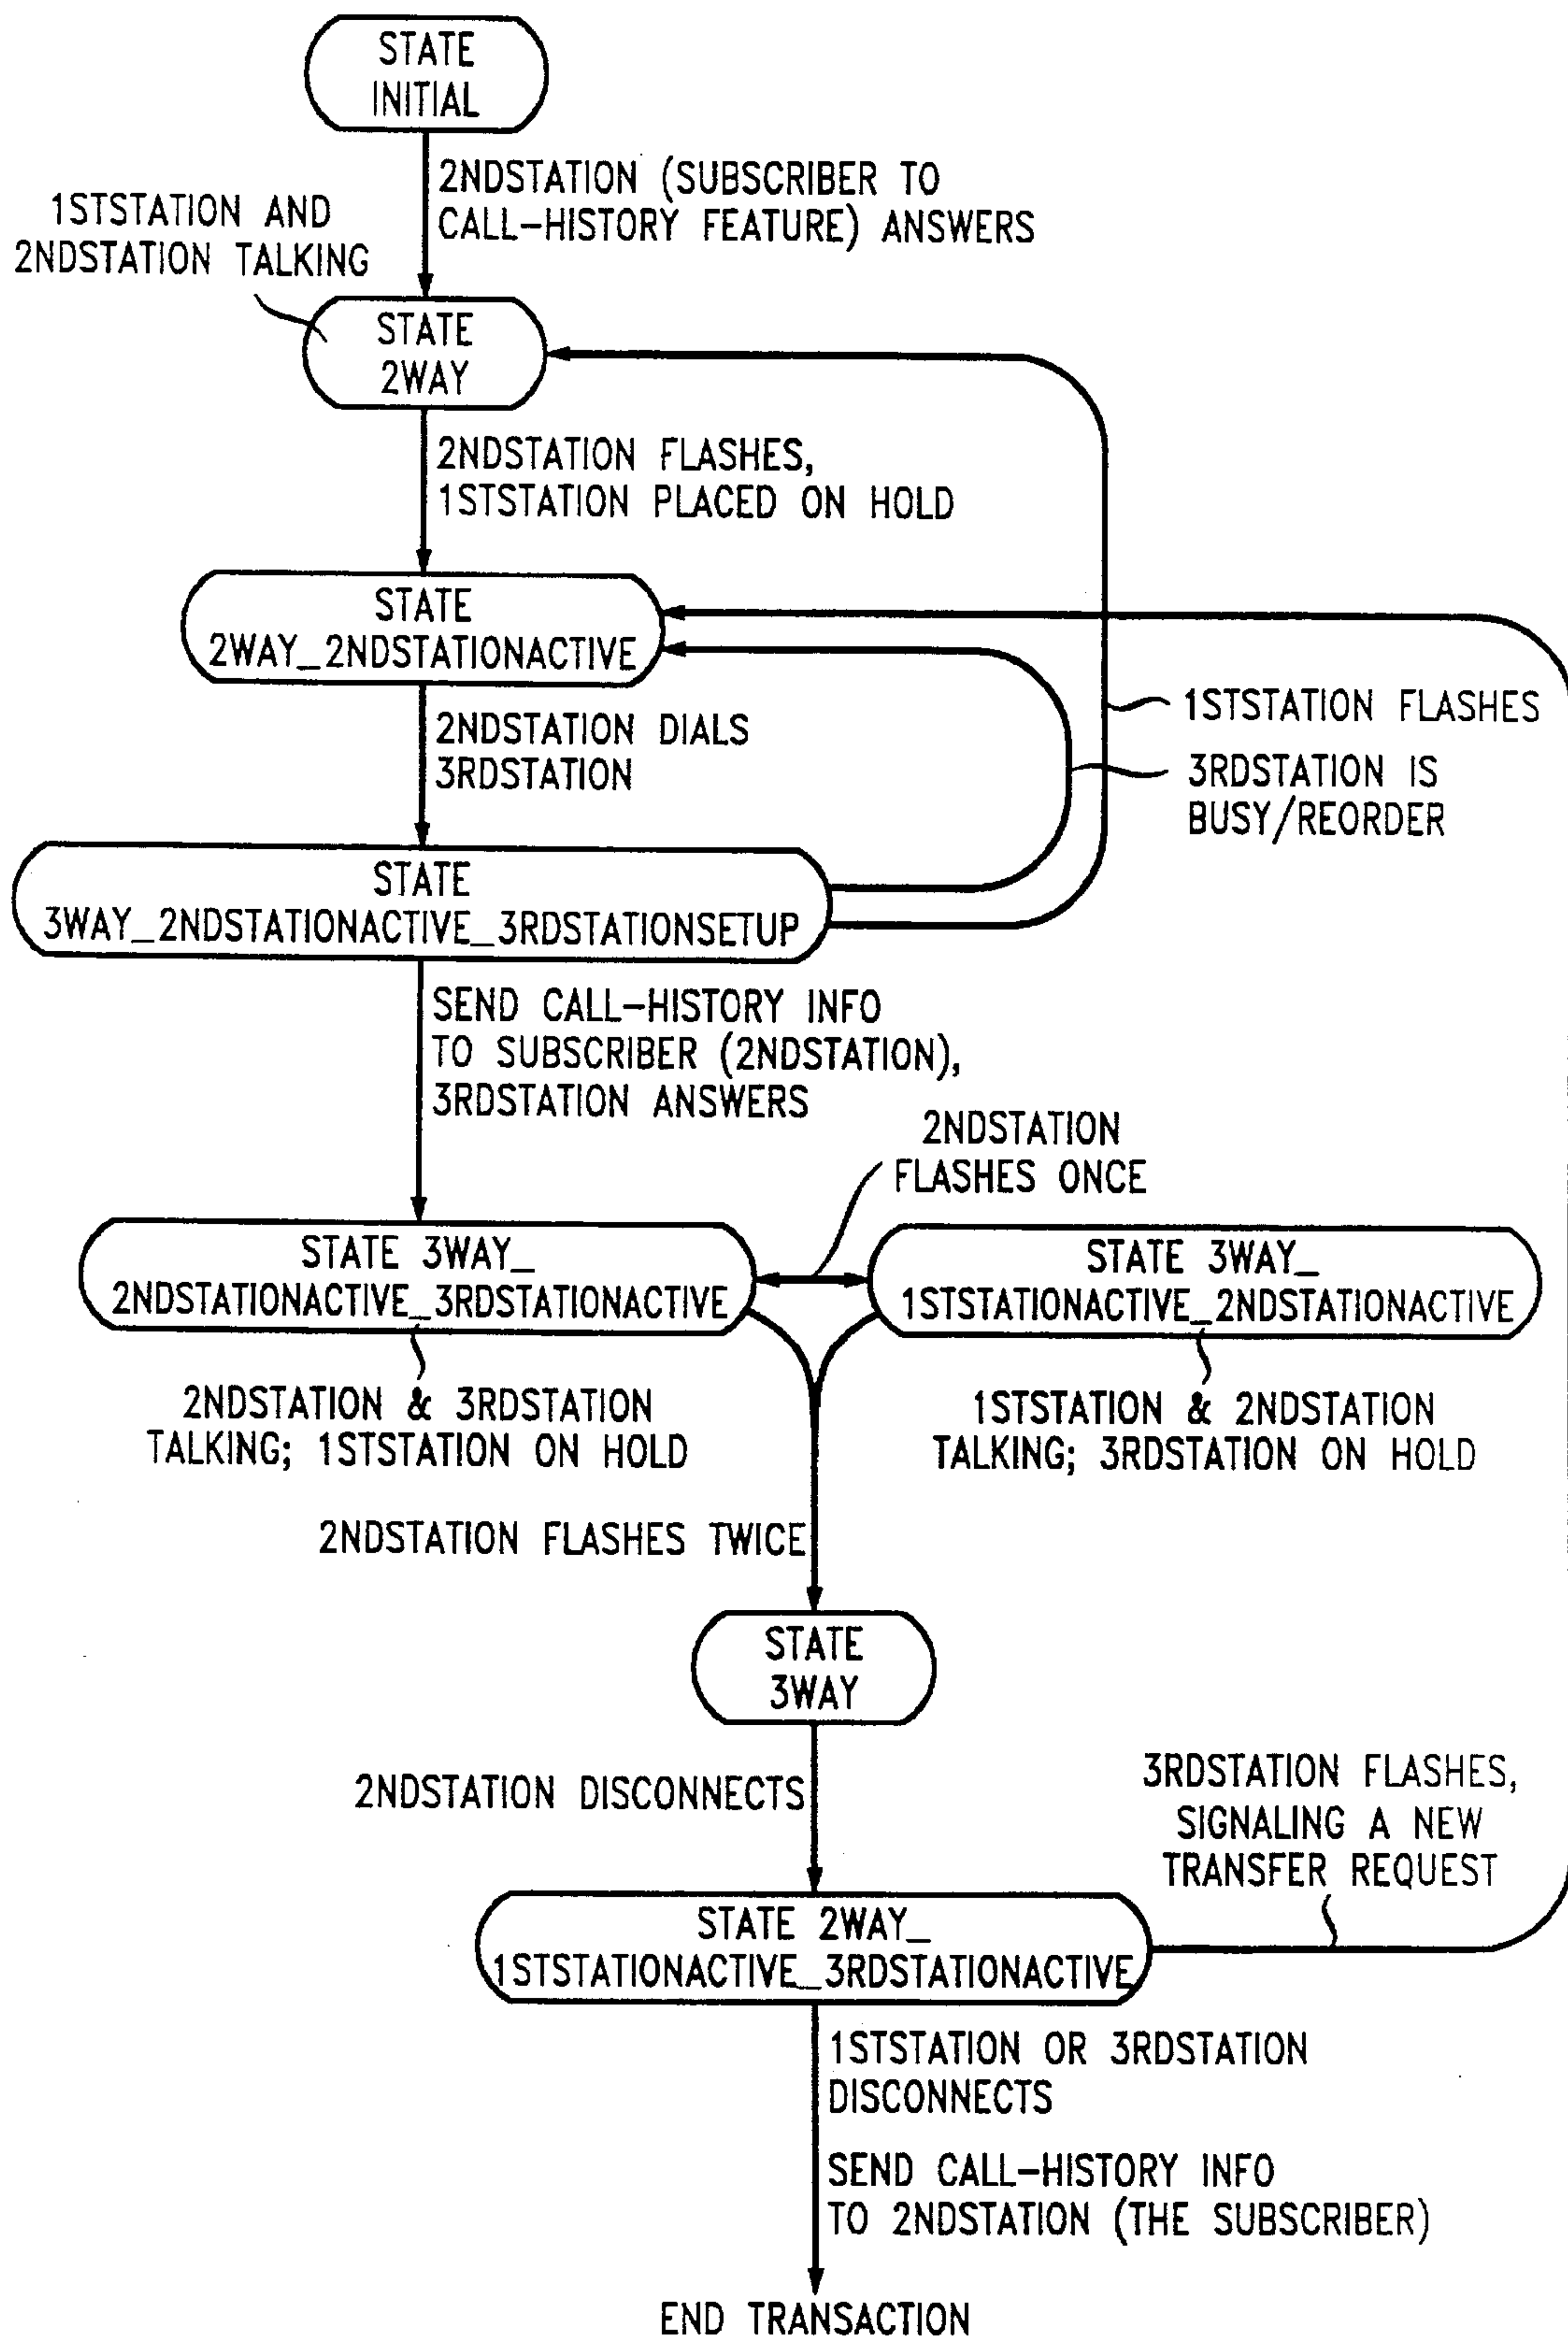 STATE
INITIAL
2NDSTATION (SUBSCRIBER TO
CALL-HISTORY FEATURE) ANSWERS
1STSTATION AND
2NDSTATION TALKING
STATE
2WAY
2NDSTATION FLASHES,
1STSTATION PLACED ON HOLD
STATE
2WAY_2NDSTATIONACTIVE
2NDSTATION DIALS
3RDSTATION
1STSTATION FLASHES
3RDSTATION IS
BUSY/REORDER
STATE
3WAY_2NDSTATIONACTIVE_3RDSTATIONSETUP
SEND CALL-HISTORY INFO
TO SUBSCRIBER (2NDSTATION),
3RDSTATION ANSWERS
2NDSTATION
FLASHES ONCE
STATE 3WAY_
2NDSTATIONACTIVE_3RDSTATIONACTIVE
STATE 3WAY_
1STSTATIONACTIVE_2NDSTATIONACTIVE
2NDSTATION & 3RDSTATION
TALKING; 1STSTATION ON HOLD
1STSTATION & 2NDSTATION
TALKING; 3RDSTATION ON HOLD
2NDSTATION FLASHES TWICE
STATE
3WAY
2NDSTATION DISCONNECTS
3RDSTATION FLASHES,
SIGNALING A NEW
TRANSFER REQUEST
STATE 2WAY_
1STSTATIONACTIVE_3RDSTATIONACTIVE
1STSTATION OR 3RDSTATION
DISCONNECTS
SEND CALL-HISTORY INFO
TO 2NDSTATION (THE SUBSCRIBER)
END TRANSACTION